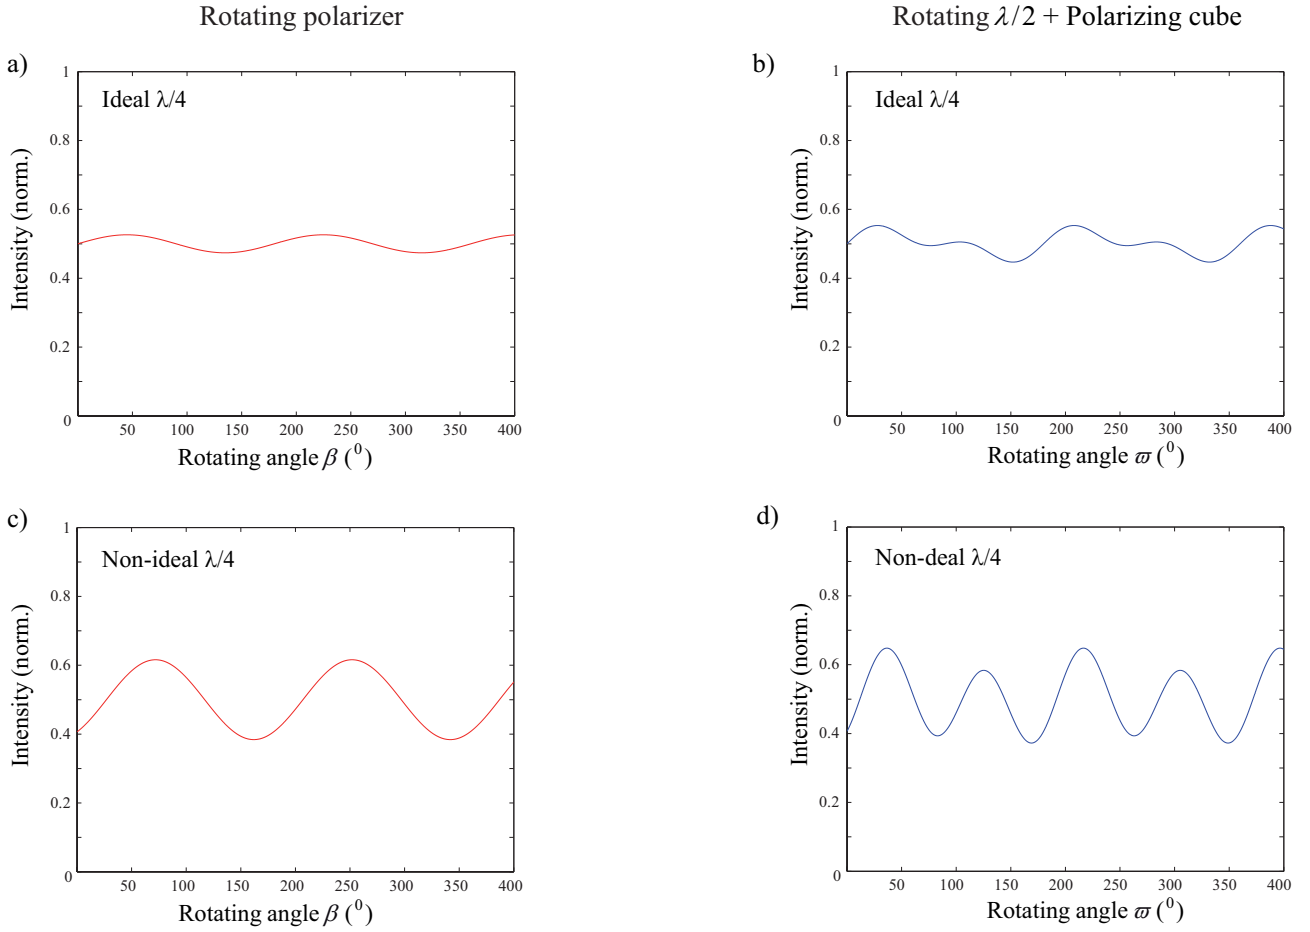 Rotating polarizer
Rotating λ/2 + Polarizing cube
a)
1
Ideal λ/4
0.8
0.6
0.4
0.2
0
50 100 150 200 250 300 350 400
Intensity (norm.)
Rotating angle β (⁰)
b)
1
Ideal λ/4
0.8
0.6
0.4
0.2
0
50 100 150 200 250 300 350 400
Intensity (norm.)
Rotating angle ϖ (⁰)
c)
1
Non-ideal λ/4
0.8
0.6
0.4
0.2
0
50 100 150 200 250 300 350 400
Intensity (norm.)
Rotating angle β (⁰)
d)
1
Non-deal λ/4
0.8
0.6
0.4
0.2
0
50 100 150 200 250 300 350 400
Intensity (norm.)
Rotating angle ϖ (⁰)